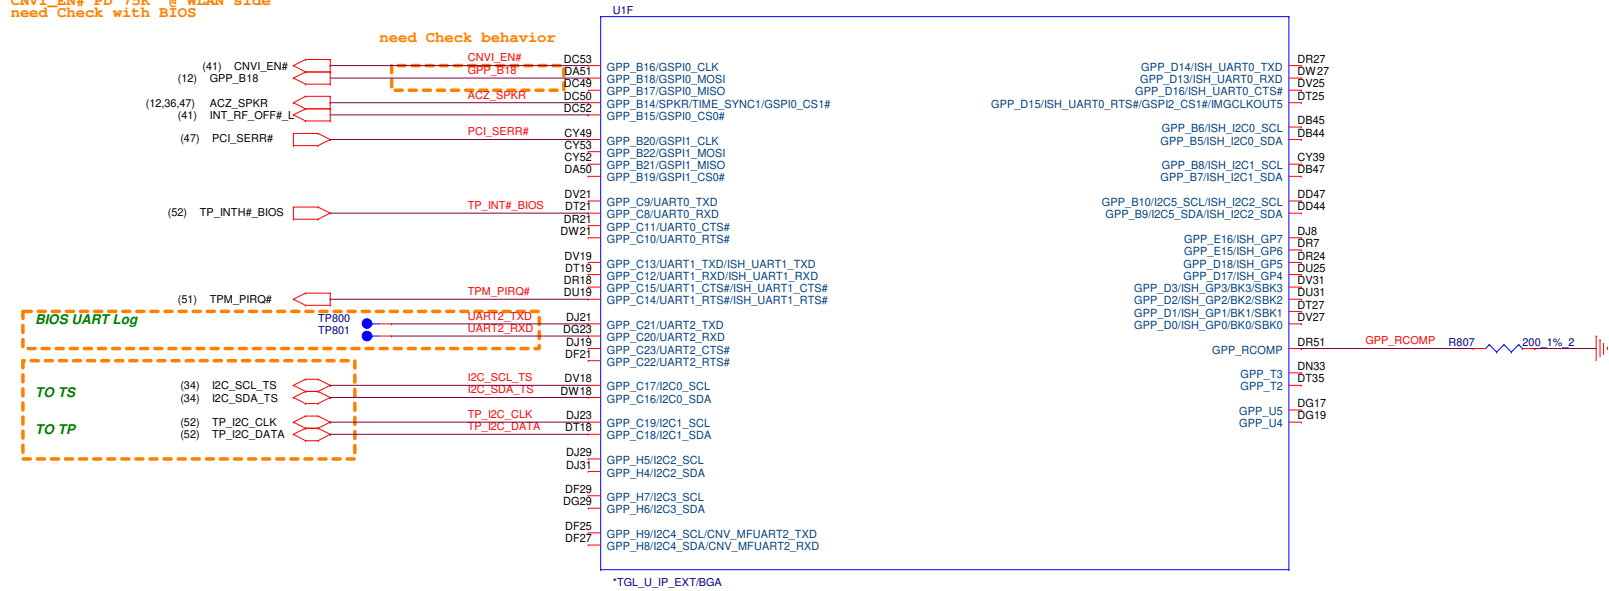 CNVI_EN# PD 75K @ WLAN side
need Check with BIOS
need Check behavior
U1F
(41) CNVI_EN# CNVI_EN# DC53 GPP_B16/GSPI0_CLK
(12) GPP_B18 GPP_B18 DA51 GPP_B18/GSPI0_MOSI
DC49 GPP_B17/GSPI0_MISO
(12,36,47) ACZ_SPKR ACZ_SPKR DC50 GPP_B14/SPKR/TIME_SYNC1/GSPI0_CS1#
(41) INT_RF_OFF#_L DC52 GPP_B15/GSPI0_CS0#
(47) PCI_SERR# PCI_SERR# CY49 GPP_B20/GSPI1_CLK
CY53 GPP_B22/GSPI1_MOSI
CY52 GPP_B21/GSPI1_MISO
DA50 GPP_B19/GSPI1_CS0#
DV21 GPP_C9/UART0_TXD
(52) TP_INTH#_BIOS TP_INT#_BIOS DT21 GPP_C8/UART0_RXD
DR21 GPP_C11/UART0_CTS#
DW21 GPP_C10/UART0_RTS#
DV19 GPP_C13/UART1_TXD/ISH_UART1_TXD
DT19 GPP_C12/UART1_RXD/ISH_UART1_RXD
DR18 GPP_C15/UART1_CTS#/ISH_UART1_CTS#
(51) TPM_PIRQ# TPM_PIRQ# DU19 GPP_C14/UART1_RTS#/ISH_UART1_RTS#
BIOS UART Log
TP800 UART2_TXD DJ21 GPP_C21/UART2_TXD
TP801 UART2_RXD DG23 GPP_C20/UART2_RXD
DJ19 GPP_C23/UART2_CTS#
DF21 GPP_C22/UART2_RTS#
TO TS
(34) I2C_SCL_TS I2C_SCL_TS DV18 GPP_C17/I2C0_SCL
(34) I2C_SDA_TS I2C_SDA_TS DW18 GPP_C16/I2C0_SDA
TO TP
(52) TP_I2C_CLK TP_I2C_CLK DJ23 GPP_C19/I2C1_SCL
(52) TP_I2C_DATA TP_I2C_DATA DT18 GPP_C18/I2C1_SDA
DJ29 GPP_H5/I2C2_SCL
DJ31 GPP_H4/I2C2_SDA
DF29 GPP_H7/I2C3_SCL
DG29 GPP_H6/I2C3_SDA
DF25 GPP_H9/I2C4_SCL/CNV_MFUART2_TXD
DF27 GPP_H8/I2C4_SDA/CNV_MFUART2_RXD
GPP_D14/ISH_UART0_TXD DR27
GPP_D13/ISH_UART0_RXD DW27
GPP_D16/ISH_UART0_CTS# DV25
GPP_D15/ISH_UART0_RTS#/GSPI2_CS1#/IMGCLKOUT5 DT25
GPP_B6/ISH_I2C0_SCL DB45
GPP_B5/ISH_I2C0_SDA DB44
GPP_B8/ISH_I2C1_SCL CY39
GPP_B7/ISH_I2C1_SDA DB47
GPP_B10/I2C5_SCL/ISH_I2C2_SCL DD47
GPP_B9/I2C5_SDA/ISH_I2C2_SDA DD44
GPP_E16/ISH_GP7 DJ8
GPP_E15/ISH_GP6 DR7
GPP_D18/ISH_GP5 DR24
GPP_D17/ISH_GP4 DU25
GPP_D3/ISH_GP3/BK3/SBK3 DV31
GPP_D2/ISH_GP2/BK2/SBK2 DU31
GPP_D1/ISH_GP1/BK1/SBK1 DT27
GPP_D0/ISH_GP0/BK0/SBK0 DV27
GPP_RCOMP DR51 GPP_RCOMP R807 200_1%_2
GPP_T3 DN33
GPP_T2 DT35
GPP_U5 DG17
GPP_U4 DG19
*TGL_U_IP_EXT/BGA